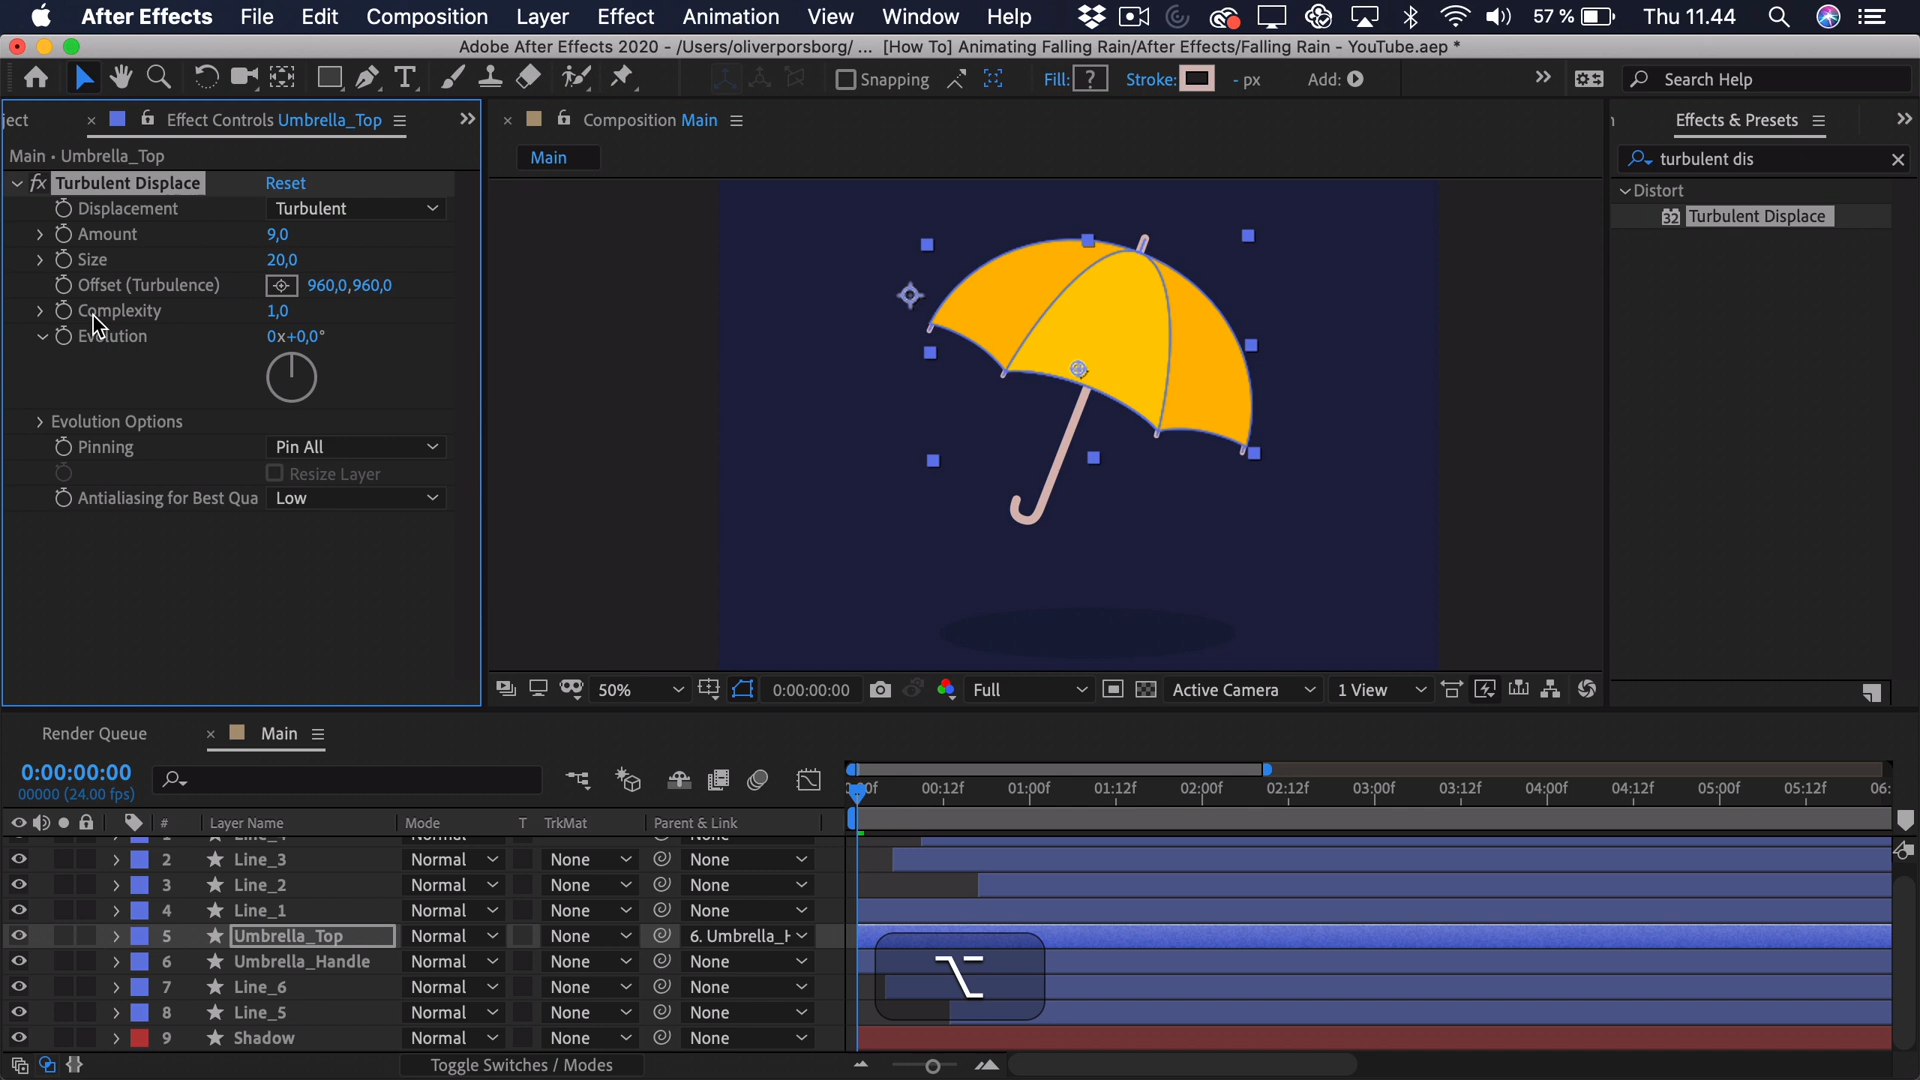 After Effects File Edit Composition Layer Effect Animation View Window Help 57 % Thu 11.44
Adobe After Effects 2020 - /Users/oliverporsborg/ ... [How To] Animating Falling Rain/After Effects/Falling Rain - YouTube.aep *
Snapping Fill: ? Stroke: - px Add: Search Help
ject Effect Controls Umbrella_Top
Composition Main
Effects & Presets
Main • Umbrella_Top
Main
turbulent dis
fx Turbulent Displace Reset
Distort
Displacement Turbulent
32 Turbulent Displace
Amount 9,0
Size 20,0
Offset (Turbulence) 960,0,960,0
Complexity 1,0
Evolution 0x+0,0°
Evolution Options
Pinning Pin All
Resize Layer
Antialiasing for Best Qua Low
50% 0:00:00:00 Full Active Camera 1 View
Render Queue Main
0:00:00:00
00000 (24.00 fps)
00f 00:12f 01:00f 01:12f 02:00f 02:12f 03:00f 03:12f 04:00f 04:12f 05:00f 05:12f 06:
# Layer Name Mode T TrkMat Parent & Link
1 Line_4 Normal None None
2 Line_3 Normal None None
3 Line_2 Normal None None
4 Line_1 Normal None None
5 Umbrella_Top Normal None 6. Umbrella_H
6 Umbrella_Handle Normal None None
7 Line_6 Normal None None
8 Line_5 Normal None None
9 Shadow Normal None None
Toggle Switches / Modes